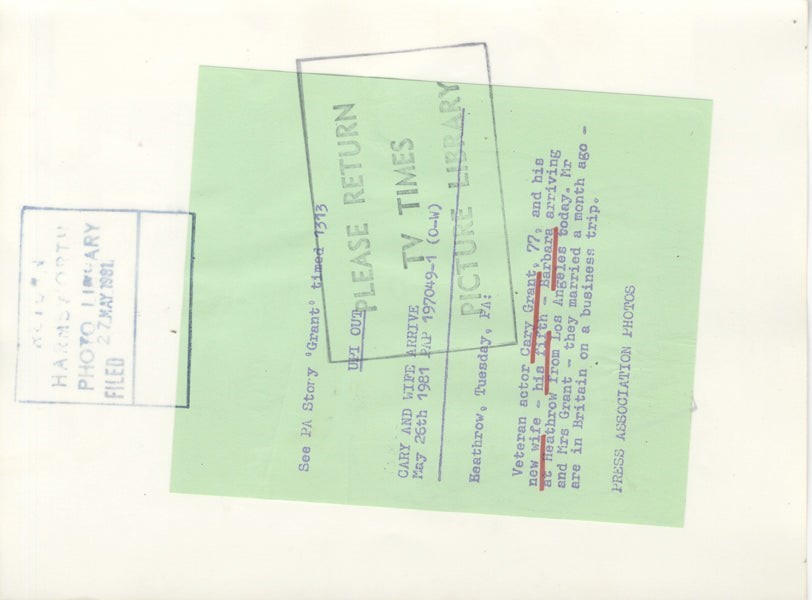 HARMSWORTH
PHOTO LIBRARY
FILED 27 MAY 1981
See PA Story 'Grant' timed 1313
UPI OUT
PLEASE RETURN
TV TIMES
PICTURE LIBRARY
CARY AND WIFE ARRIVE
May 26th 1981 PAP 197049-1 (O-W)
Heathrow, Tuesday, PA:
Veteran actor Cary Grant, 77, and his
new wife - his fifth - Barbara arriving
at Heathrow from Los Angeles today. Mr
and Mrs Grant - they married a month ago -
are in Britain on a business trip.
PRESS ASSOCIATION PHOTOS